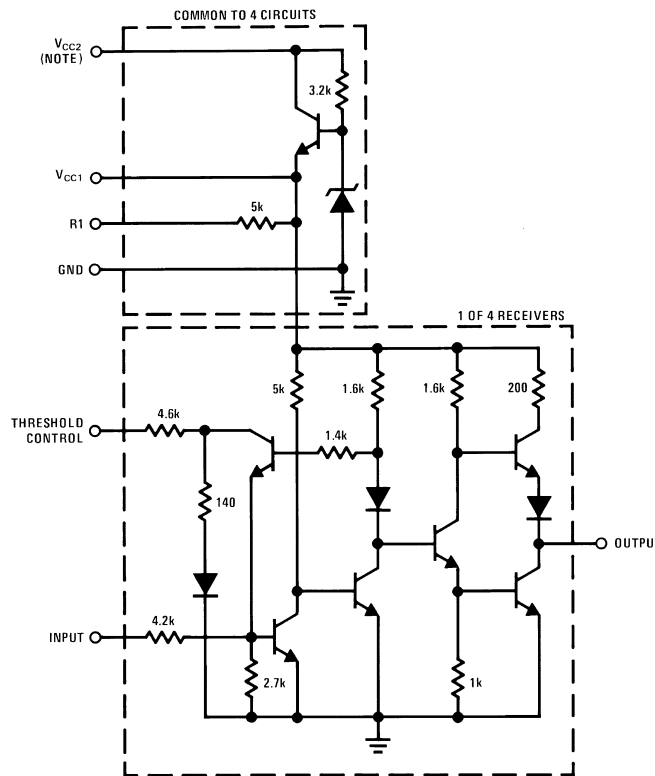 COMMON TO 4 CIRCUITS
VCC2
(NOTE)
3.2k
VCC1
5k
R1
GND
1 OF 4 RECEIVERS
5k
1.6k
1.6k
200
4.6k
THRESHOLD
CONTROL
1.4k
140
OUTPU
4.2k
INPUT
2.7k
1k